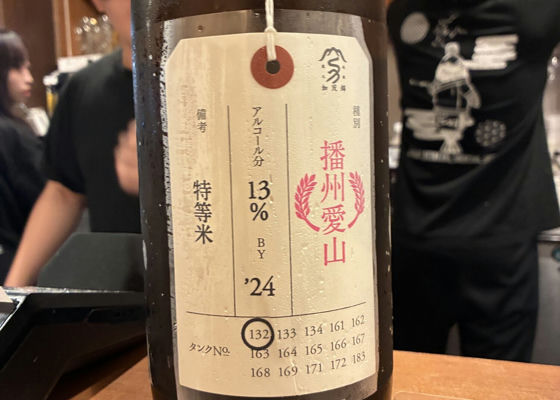 加茂錦
種別
播州愛山
アルコール分
13
%
BY
'24
備考
特等米
タンクNo.
132 133 134 161 162
163 164 165 166 167
168 169 171 172 183